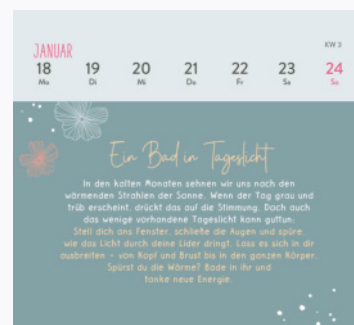 KW 3
JANUAR
18 19 20 21 22 23 24
Mo Di Mi Do Fr Sa So
Ein Bad in Tageslicht
In den kalten Monaten sehnen wir uns nach den
wärmenden Strahlen der Sonne. Wenn der Tag grau und
trüb erscheint, drückt das auf die Stimmung. Doch auch
das wenige vorhandene Tageslicht kann guttun:
Stell dich ans Fenster, schließe die Augen und spüre,
wie das Licht durch deine Lider dringt. Lass es sich in dir
ausbreiten – von Kopf und Brust bis in den ganzen Körper.
Spürst du die Wärme? Bade in ihr und
tanke neue Energie.